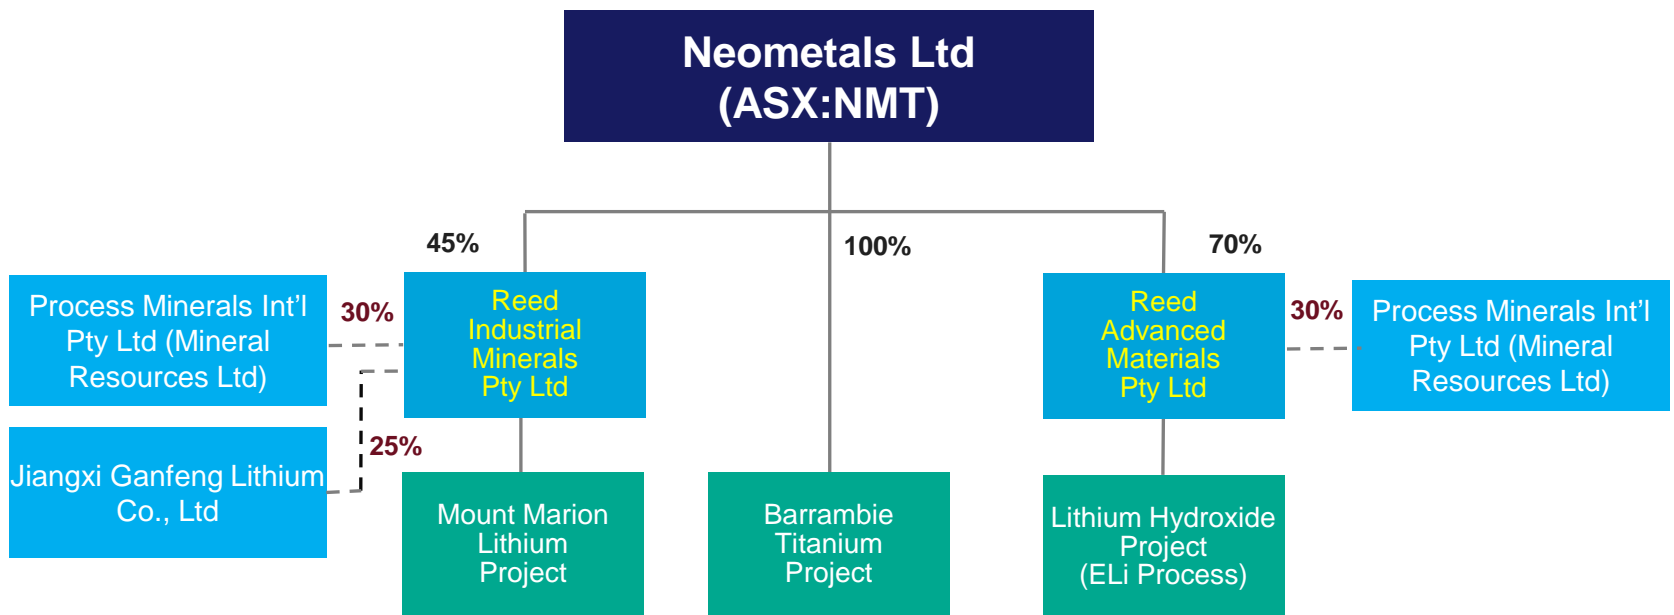 Neometals Ltd
(ASX:NMT)
45%
100%
70%
Process Minerals Int’l
Pty Ltd (Mineral
Resources Ltd)
30%
Reed
Industrial
Minerals
Pty Ltd
Reed
Advanced
Materials
Pty Ltd
30%
Process Minerals Int’l
Pty Ltd (Mineral
Resources Ltd)
25%
Jiangxi Ganfeng Lithium
Co., Ltd
Mount Marion
Lithium
Project
Barrambie
Titanium
Project
Lithium Hydroxide
Project
(ELi Process)